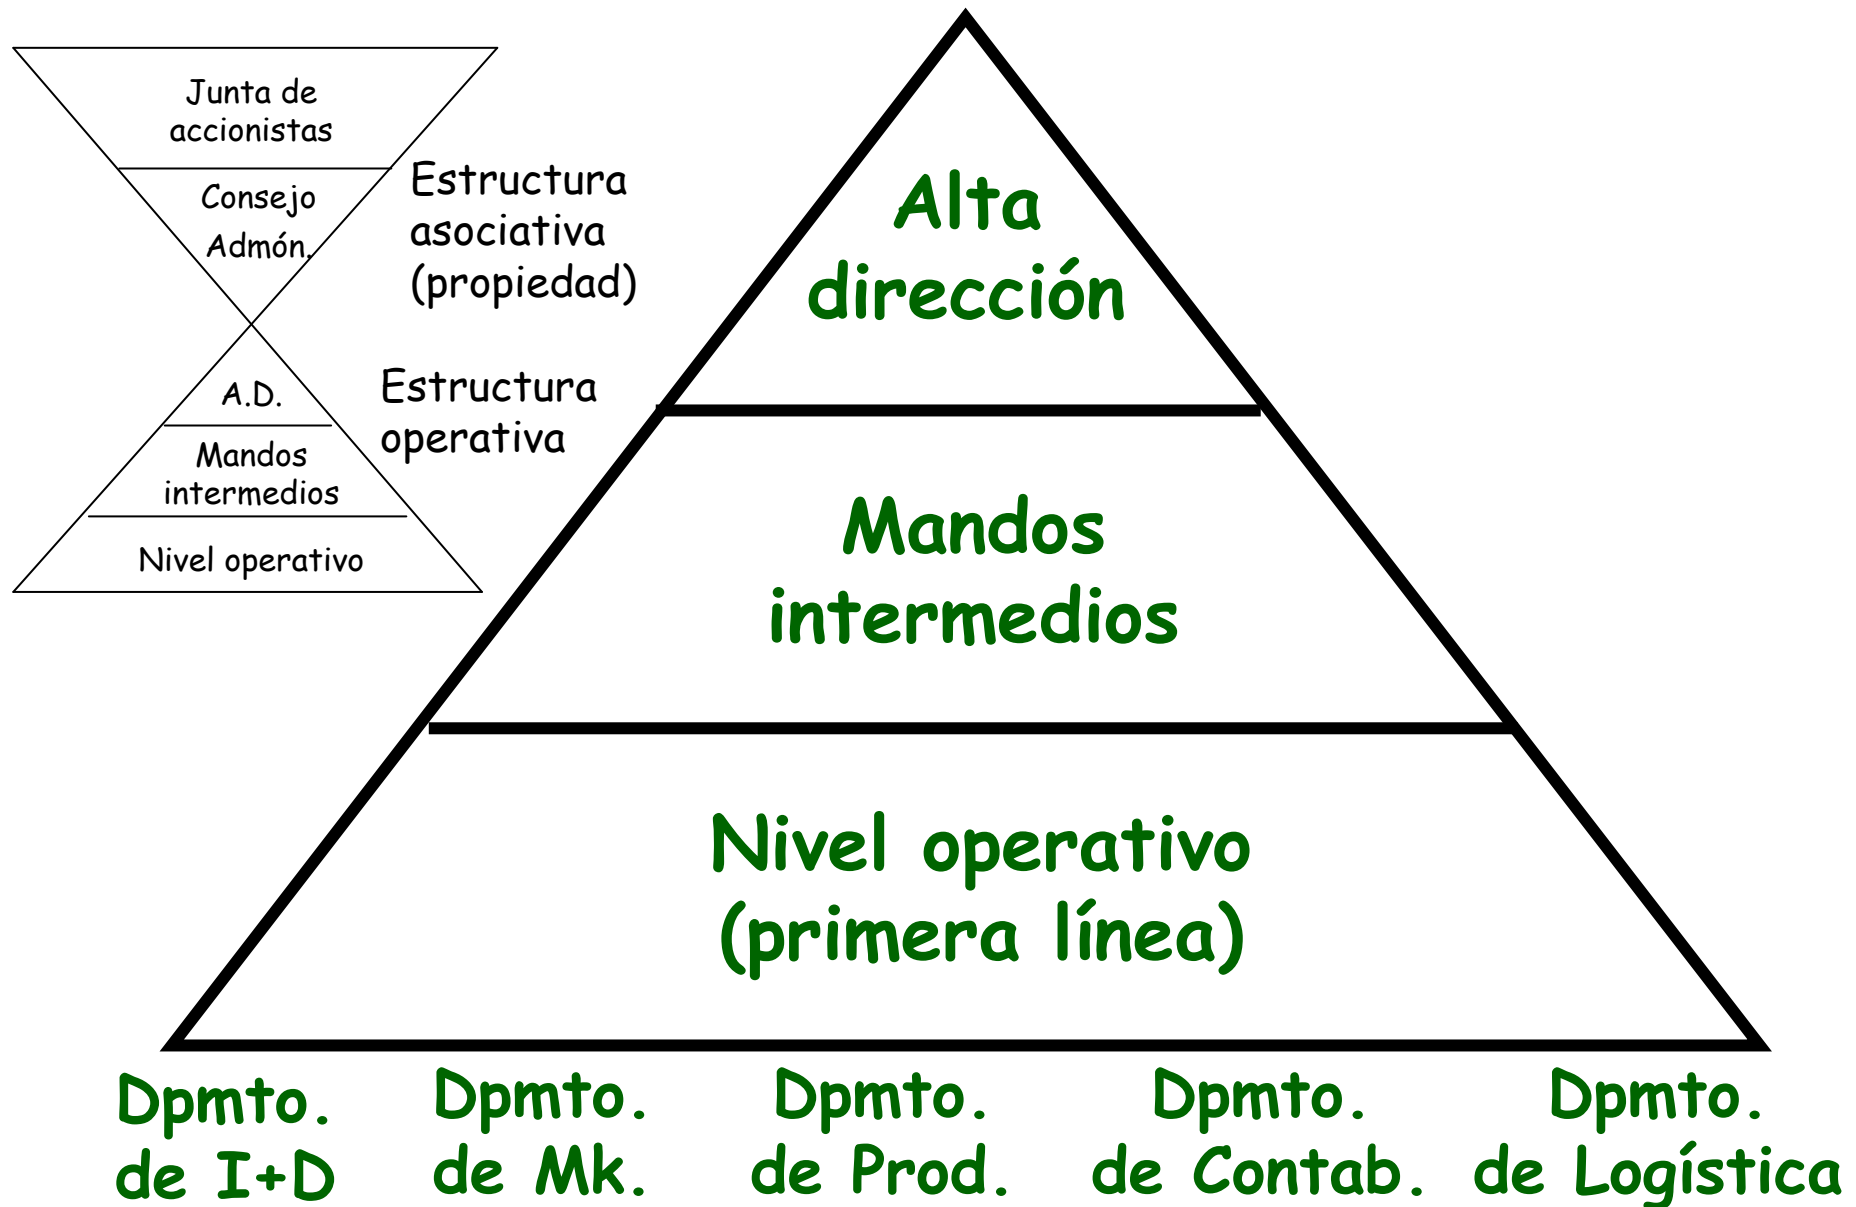 Junta de
accionistas
Consejo
Admón.
Estructura
asociativa
(propiedad)
A.D.
Mandos
intermedios
Nivel operativo
Estructura
operativa
Alta
dirección
Mandos
intermedios
Nivel operativo
(primera línea)
Dpmto.
de I+D
Dpmto.
de Mk.
Dpmto.
de Prod.
Dpmto.
de Contab.
Dpmto.
de Logística